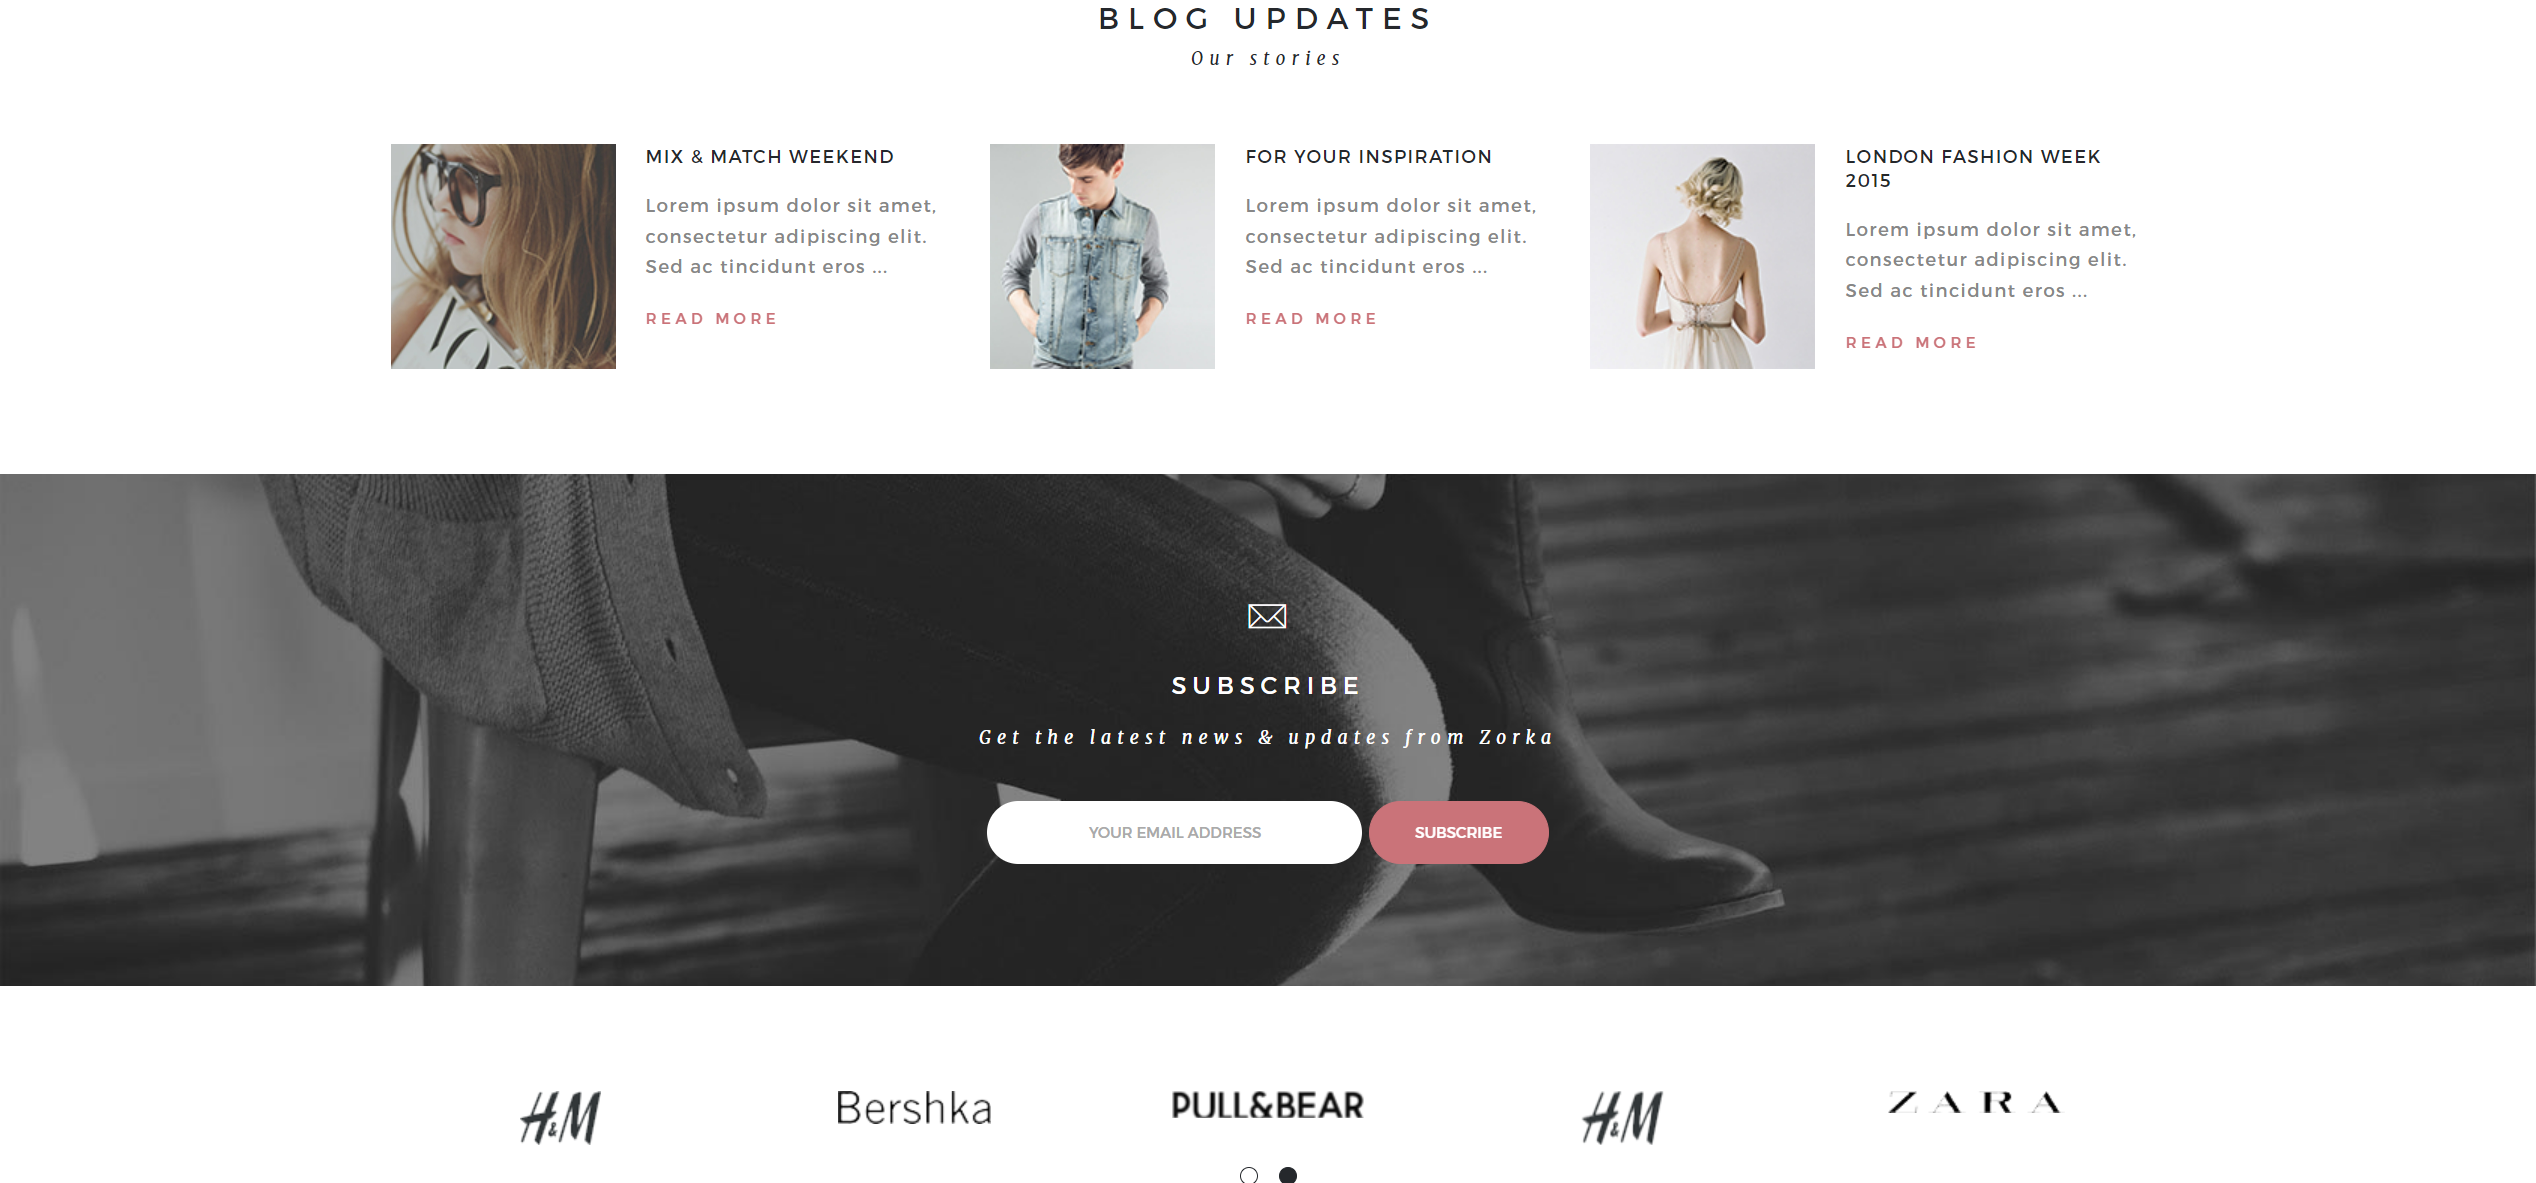 BLOG UPDATES
Our stories
MIX & MATCH WEEKEND
Lorem ipsum dolor sit amet,
consectetur adipiscing elit.
Sed ac tincidunt eros ...
READ MORE
FOR YOUR INSPIRATION
Lorem ipsum dolor sit amet,
consectetur adipiscing elit.
Sed ac tincidunt eros ...
READ MORE
LONDON FASHION WEEK
2015
Lorem ipsum dolor sit amet,
consectetur adipiscing elit.
Sed ac tincidunt eros ...
READ MORE
SUBSCRIBE
Get the latest news & updates from Zorka
YOUR EMAIL ADDRESS
SUBSCRIBE
H&M
Bershka
PULL&BEAR
H&M
ZARA